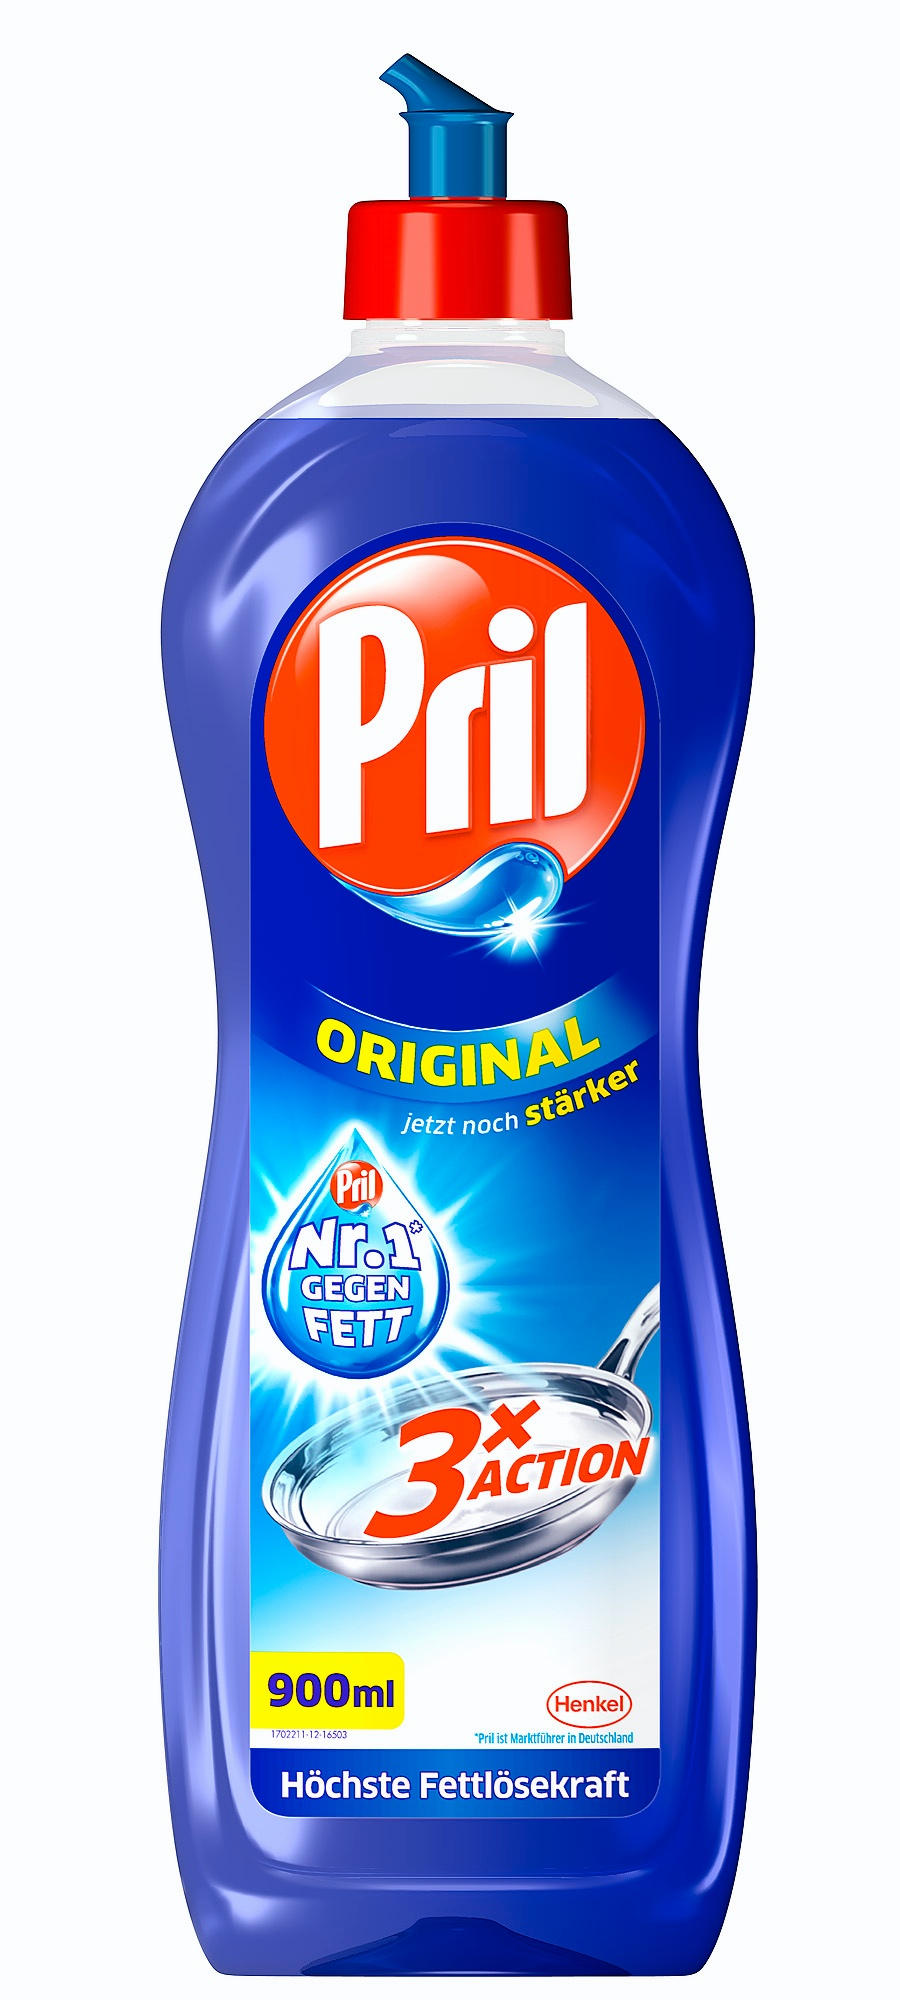 Pril
ORIGINAL
jetzt noch stärker
Pril
Nr.1*
GEGEN
FETT
3x
ACTION
900ml
Henkel
1702211-12-16503
*Pril ist Marktführer in Deutschland
Höchste Fettlösekraft